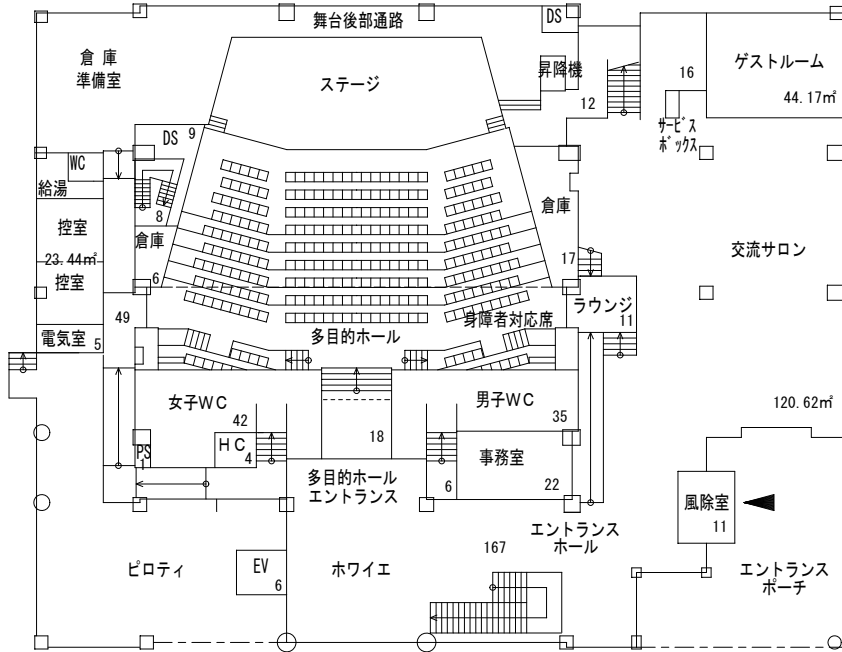 舞台後部通路
DS
倉 庫
準備室
ステージ
昇降機
12
16
ゲストルーム
44.17㎡
サービス
ボックス
DS
9
WC
給湯
8
控室
23.44㎡
控室
倉庫
6
倉庫
17
交流サロン
ラウンジ
11
49
電気室
5
多目的ホール
身障者対応席
女子WC
42
男子WC
35
120.62㎡
PS
1
HC
4
18
事務室
22
6
多目的ホール
エントランス
風除室
11
エントランス
ホール
167
ピロティ
EV
6
ホワイエ
エントランス
ポーチ